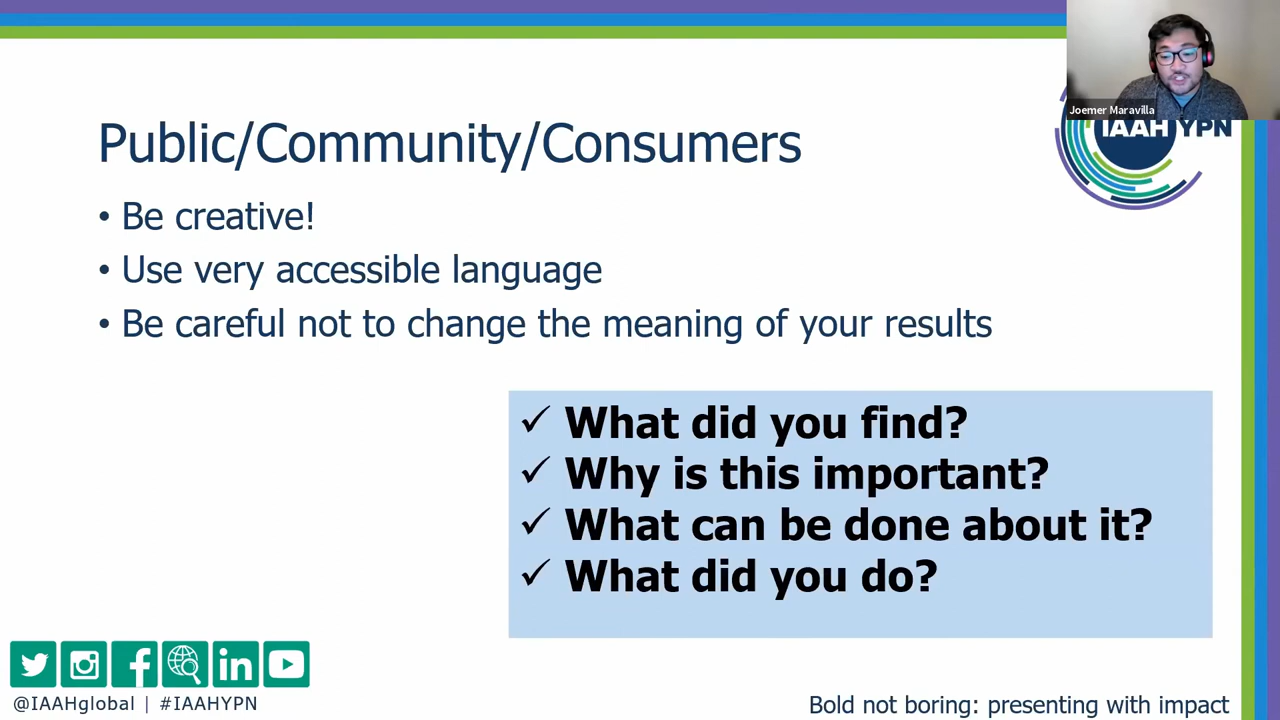 Joemer Maravilla
IAAH YPN
Public/Community/Consumers
• Be creative!
• Use very accessible language
• Be careful not to change the meaning of your results
✓ What did you find?
✓ Why is this important?
✓ What can be done about it?
✓ What did you do?
@IAAHglobal | #IAAHYPN
Bold not boring: presenting with impact